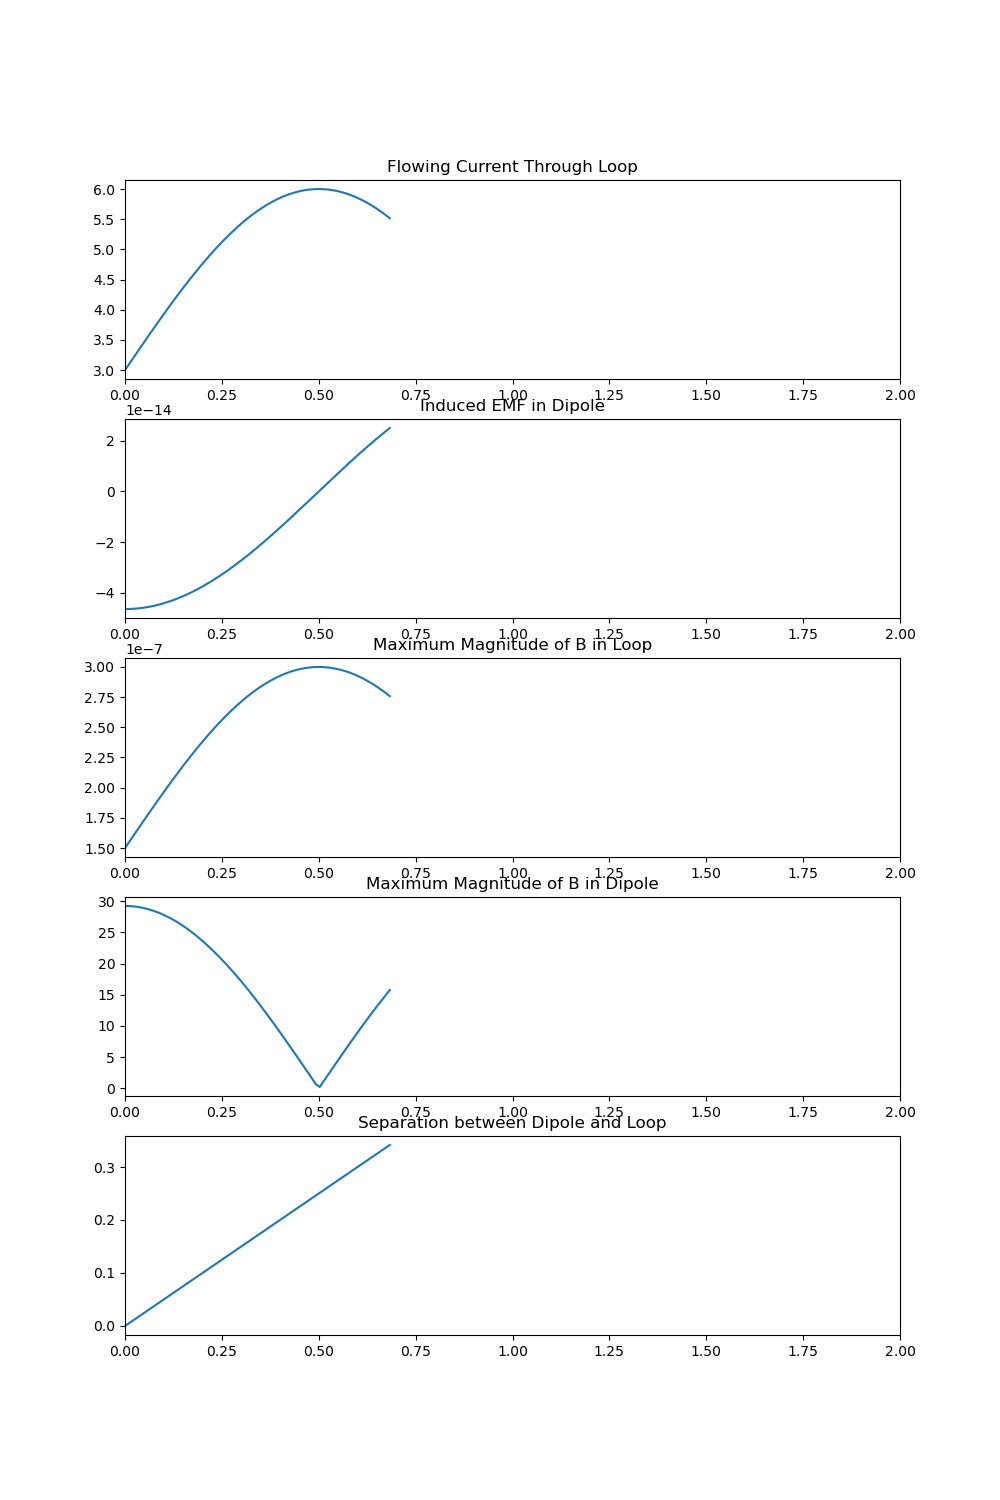 Flowing Current Through Loop
6.0
5.5
5.0
4.5
4.0
3.5
3.0
0.00 0.25 0.50 0.75 1.00 1.25 1.50 1.75 2.00
1e−14
Induced EMF in Dipole
2
0
−2
−4
0.00 0.25 0.50 0.75 1.00 1.25 1.50 1.75 2.00
1e−7
Maximum Magnitude of B in Loop
3.00
2.75
2.50
2.25
2.00
1.75
1.50
0.00 0.25 0.50 0.75 1.00 1.25 1.50 1.75 2.00
Maximum Magnitude of B in Dipole
30
25
20
15
10
5
0
0.00 0.25 0.50 0.75 1.00 1.25 1.50 1.75 2.00
Separation between Dipole and Loop
0.3
0.2
0.1
0.0
0.00 0.25 0.50 0.75 1.00 1.25 1.50 1.75 2.00